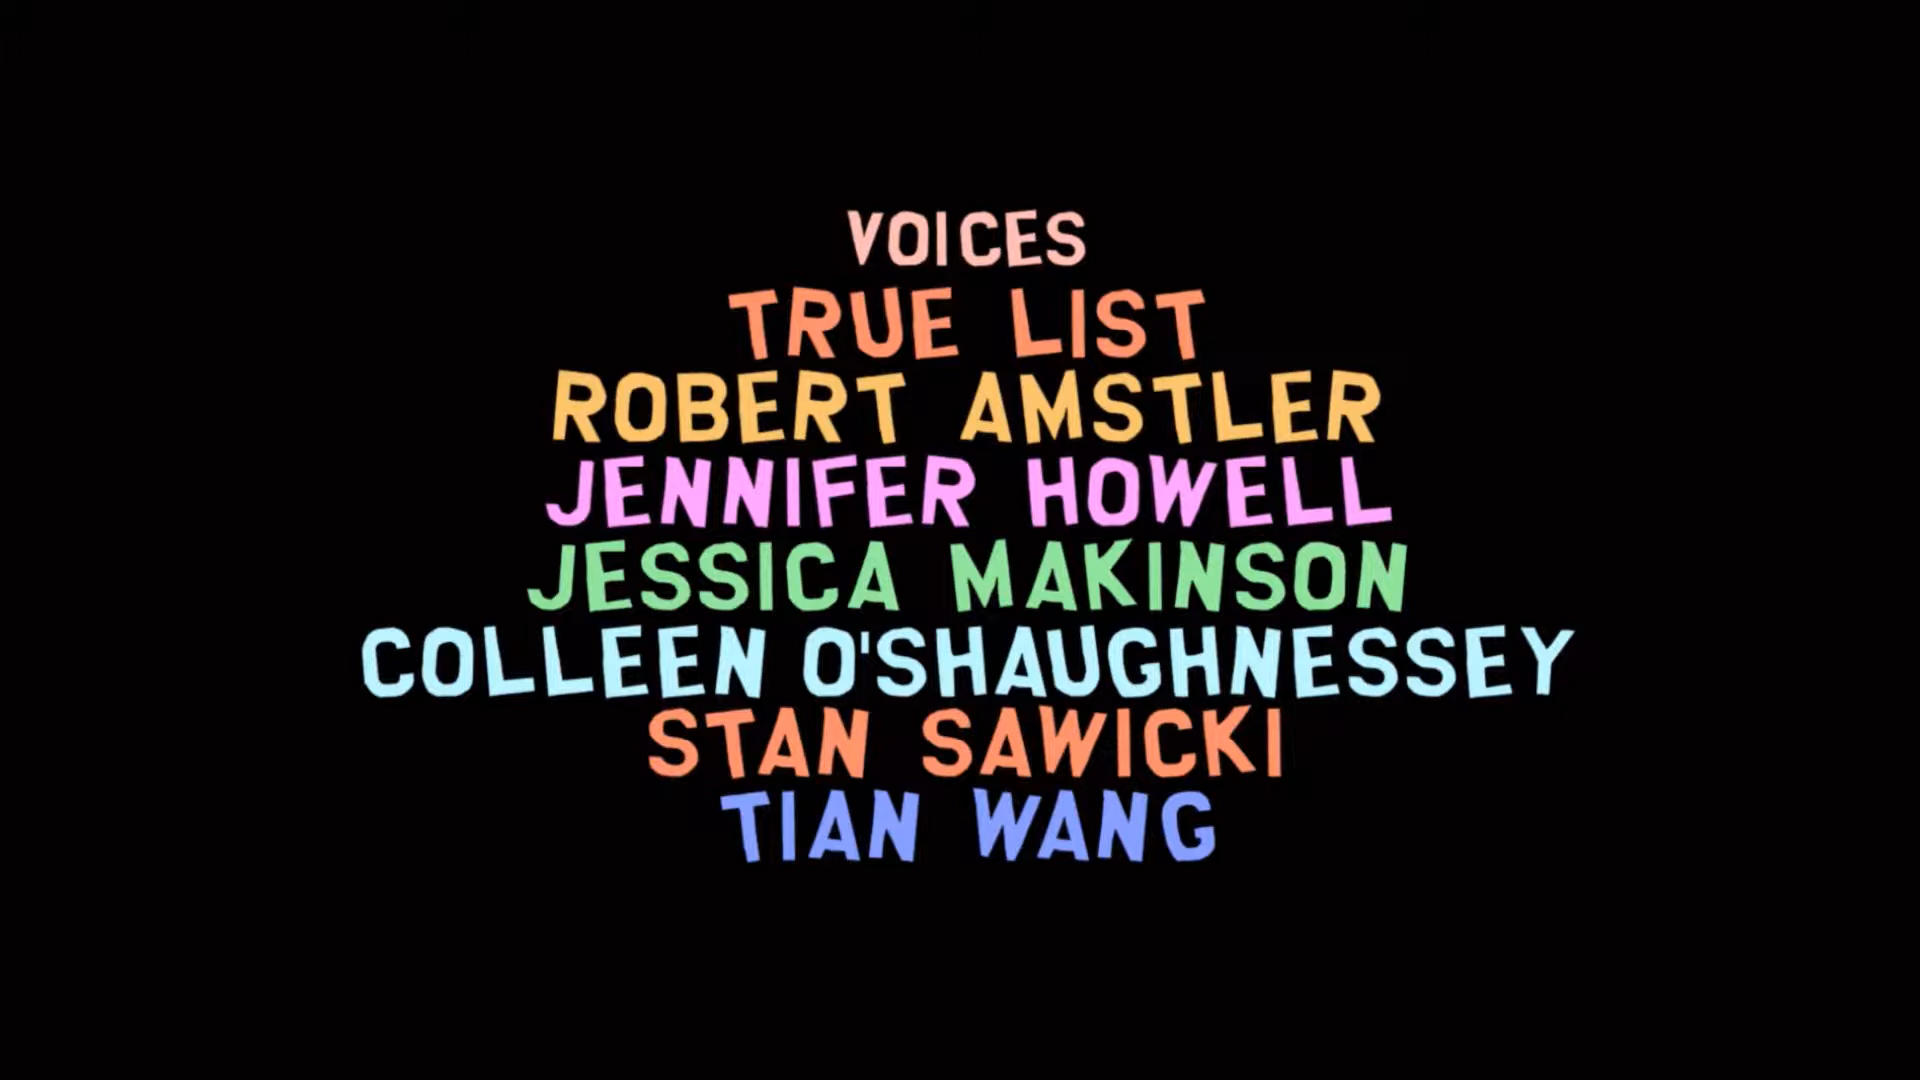 VOICES
TRUE LIST
ROBERT AMSTLER
JENNIFER HOWELL
JESSICA MAKINSON
COLLEEN O'SHAUGHNESSEY
STAN SAWICKI
TIAN WANG